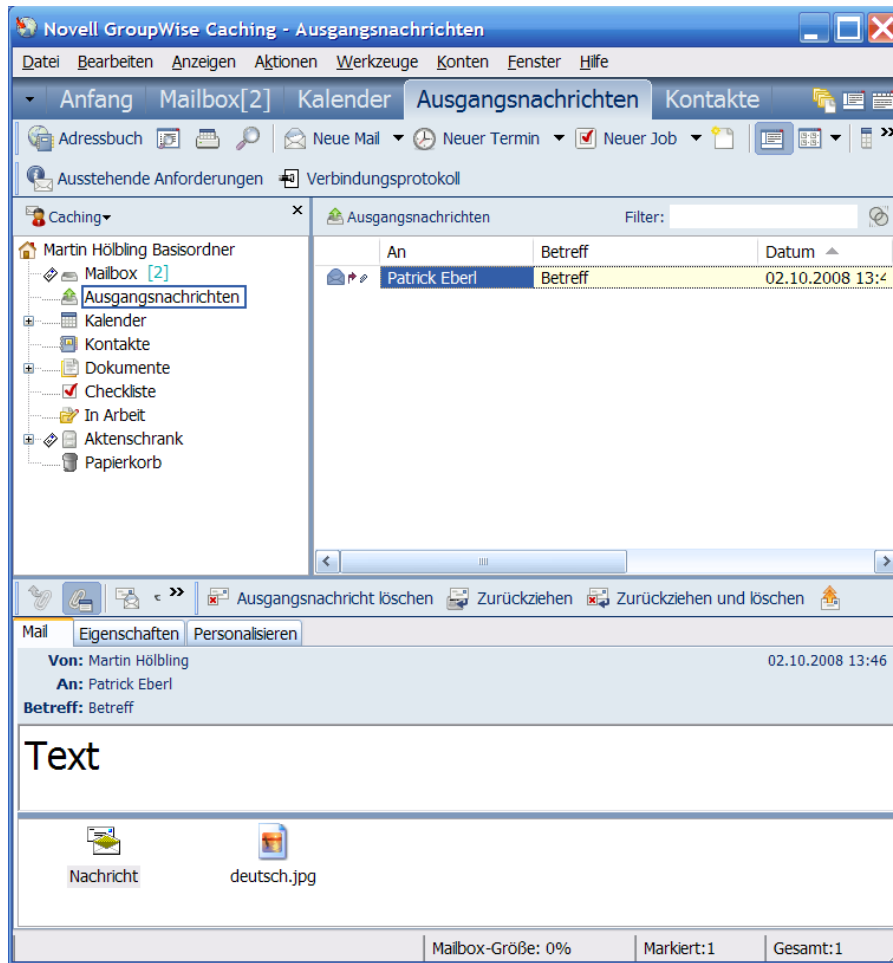 Novell GroupWise Caching - Ausgangsnachrichten
Datei Bearbeiten Anzeigen Aktionen Werkzeuge Konten Fenster Hilfe
Anfang Mailbox[2] Kalender Ausgangsnachrichten Kontakte
Adressbuch Neue Mail Neuer Termin Neuer Job
Ausstehende Anforderungen Verbindungsprotokoll
Caching
Ausgangsnachrichten Filter:
Martin Hölbling Basisordner
Mailbox [2]
Ausgangsnachrichten
Kalender
Kontakte
Dokumente
Checkliste
In Arbeit
Aktenschrank
Papierkorb
An Betreff Datum
Patrick Eberl Betreff 02.10.2008 13:4
Ausgangsnachricht löschen Zurückziehen Zurückziehen und löschen
Mail Eigenschaften Personalisieren
Von: Martin Hölbling 02.10.2008 13:46
An: Patrick Eberl
Betreff: Betreff
Text
Nachricht deutsch.jpg
Mailbox-Größe: 0% Markiert:1 Gesamt:1